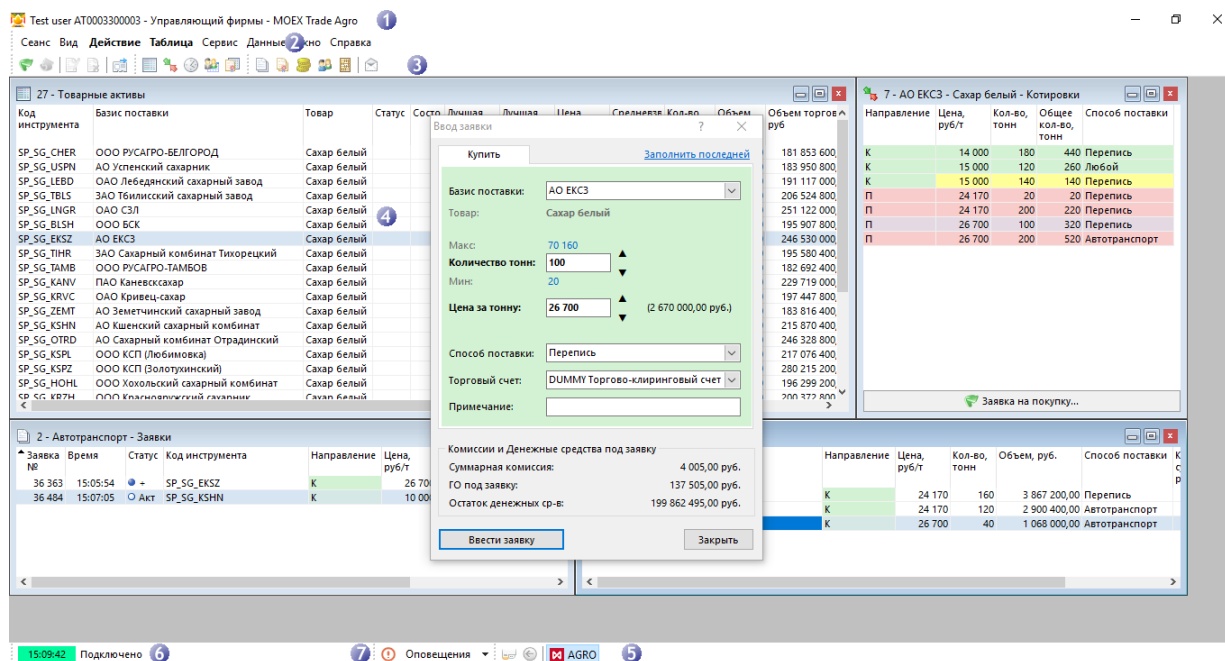 Test user AT0003300003 - Управляющий фирмы - MOEX Trade Agro 1
Сеанс Вид Действие Таблица Сервис Данные 2 Справка
3
27 - Товарные активы
Код инструмента Базис поставки Товар Статус Объем торгов руб
SP_SG_CHER ООО РУСАГРО-БЕЛГОРОД Сахар белый 181 853 600,
SP_SG_USPN АО Успенский сахарник Сахар белый 183 950 800,
SP_SG_LEBD ОАО Лебедянский сахарный завод Сахар белый 191 117 000,
SP_SG_TBLS ЗАО Тбилисский сахарный завод Сахар белый 206 524 800,
SP_SG_LNGR ОАО СЗЛ Сахар белый 251 122 000,
SP_SG_BLSH ООО БСК Сахар белый 195 907 800,
SP_SG_EKSZ АО ЕКСЗ Сахар белый 246 530 000,
SP_SG_TIHR ЗАО Сахарный комбинат Тихорецкий Сахар белый 195 580 400,
SP_SG_TAMB ООО РУСАГРО-ТАМБОВ Сахар белый 182 692 400,
SP_SG_KANV ПАО Каневсксахар Сахар белый 229 719 000,
SP_SG_KRVC ОАО Кривец-сахар Сахар белый 197 447 800,
SP_SG_ZEMT АО Земетчинский сахарный завод Сахар белый 183 816 400,
SP_SG_KSHN АО Кшенский сахарный комбинат Сахар белый 215 870 400,
SP_SG_OTRD АО Сахарный комбинат Отрадинский Сахар белый 246 328 800,
SP_SG_KSPL ООО КСП (Любимовка) Сахар белый 217 076 400,
SP_SG_KSPZ ООО КСП (Золотухинский) Сахар белый 280 215 200,
SP_SG_HOHL ООО Хохольский сахарный комбинат Сахар белый 196 299 200,
SP_SG_KRZH ООО Краснояружский сахарник Сахар белый 200 372 800
4
7 - АО ЕКСЗ - Сахар белый - Котировки
Направление Цена, руб/т Кол-во, тонн Общее кол-во, тонн Способ поставки
К 14 000 180 440 Перепись
К 15 000 120 260 Любой
К 15 000 140 140 Перепись
П 24 170 20 20 Перепись
П 24 170 200 220 Перепись
П 26 700 100 320 Перепись
П 26 700 200 520 Автотранспорт
Заявка на покупку...
Ввод заявки ?
Купить Заполнить последней
Базис поставки: АО ЕКСЗ
Товар: Сахар белый
Макс: 70 160
Количество тонн: 100
Мин: 20
Цена за тонну: 26 700 (2 670 000,00 руб.)
Способ поставки: Перепись
Торговый счет: DUMMY Торгово-клиринговый счет
Примечание:
Комиссии и Денежные средства под заявку
Суммарная комиссия: 4 005,00 руб.
ГО под заявку: 137 505,00 руб.
Остаток денежных ср-в: 199 862 495,00 руб.
Ввести заявку Закрыть
2 - Автотранспорт - Заявки
Заявка № Время Статус Код инструмента Направление Цена, руб/т
36 363 15:05:54 + SP_SG_EKSZ К 26 70
36 484 15:07:05 Акт SP_SG_KSHN К 10 00
Направление Цена, руб/т Кол-во, тонн Объем, руб. Способ поставки
К 24 170 160 3 867 200,00 Перепись
К 24 170 120 2 900 400,00 Автотранспорт
К 26 700 40 1 068 000,00 Автотранспорт
15:09:42 Подключено 6 7 Оповещения AGRO 5